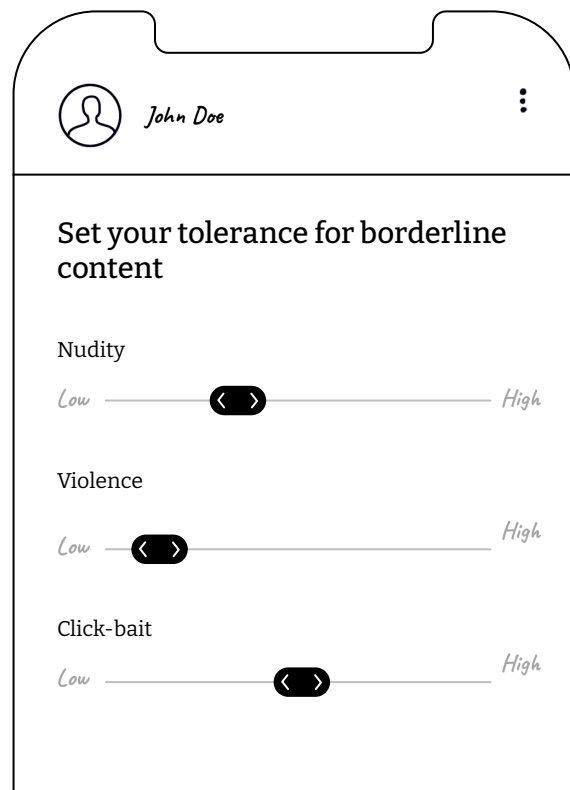 John Doe
Set your tolerance for borderline
content
Nudity
Low High
Violence
Low High
Click-bait
Low High